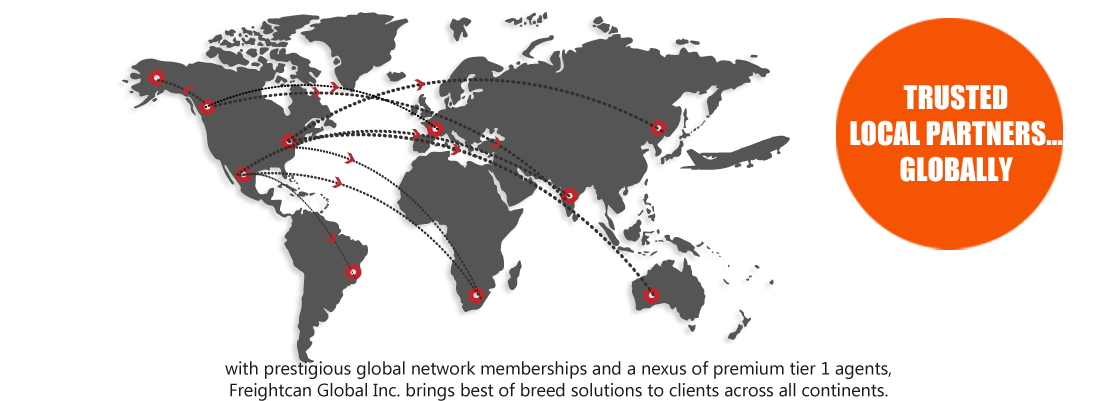 TRUSTED
LOCAL PARTNERS...
GLOBALLY
with prestigious global network memberships and a nexus of premium tier 1 agents,
Freightcan Global Inc. brings best of breed solutions to clients across all continents.